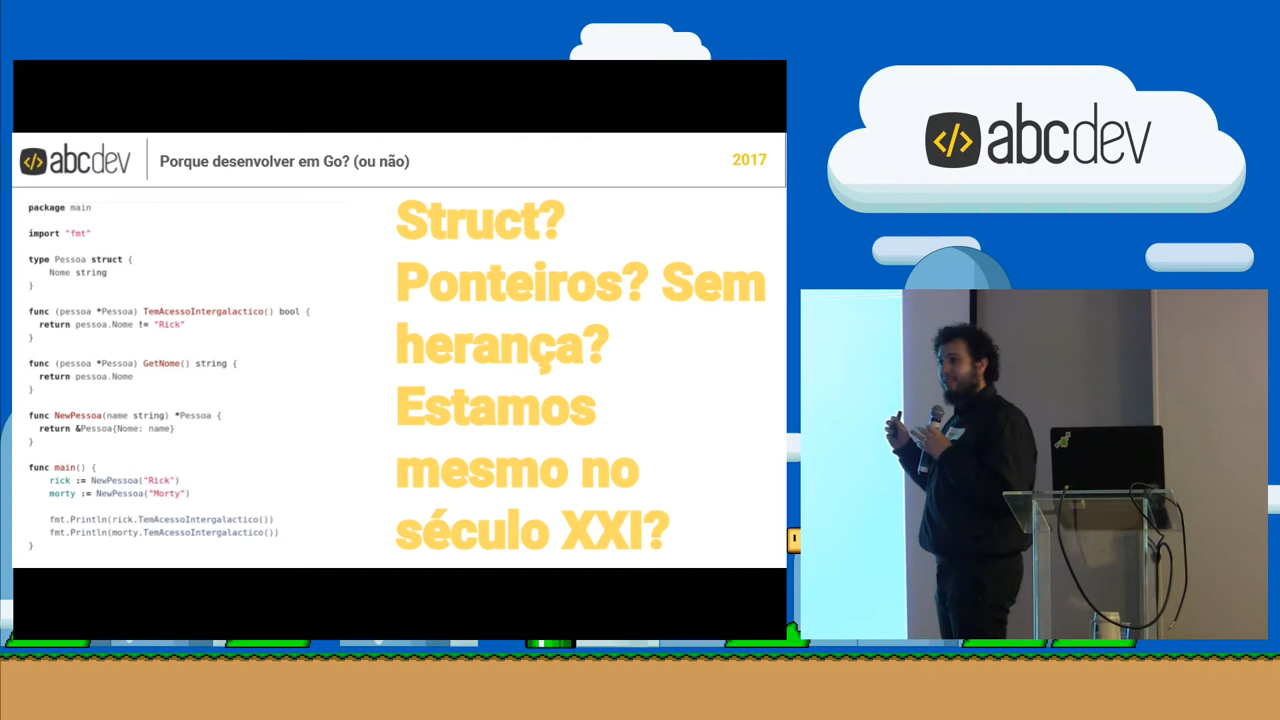 </> abcdev
Porque desenvolver em Go? (ou não)
2017
package main
import "fmt"
type Pessoa struct {
Nome string
}
func (pessoa *Pessoa) TemAcessoIntergalactico() bool {
return pessoa.Nome != "Rick"
}
func (pessoa *Pessoa) GetNome() string {
return pessoa.Nome
}
func NewPessoa(name string) *Pessoa {
return &Pessoa{Nome: name}
}
func main() {
rick := NewPessoa("Rick")
morty := NewPessoa("Morty")
fmt.Println(rick.TemAcessoIntergalactico())
fmt.Println(morty.TemAcessoIntergalactico())
}
Struct?
Ponteiros? Sem
herança?
Estamos
mesmo no
século XXI?
</> abcdev